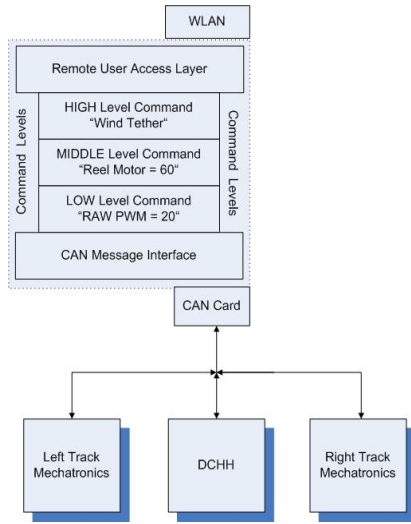 WLAN
Remote User Access Layer
Command Levels
HIGH Level Command
“Wind Tether“
MIDDLE Level Command
“Reel Motor = 60“
LOW Level Command
“RAW PWM = 20“
Command Levels
CAN Message Interface
CAN Card
Left Track
Mechatronics
DCHH
Right Track
Mechatronics